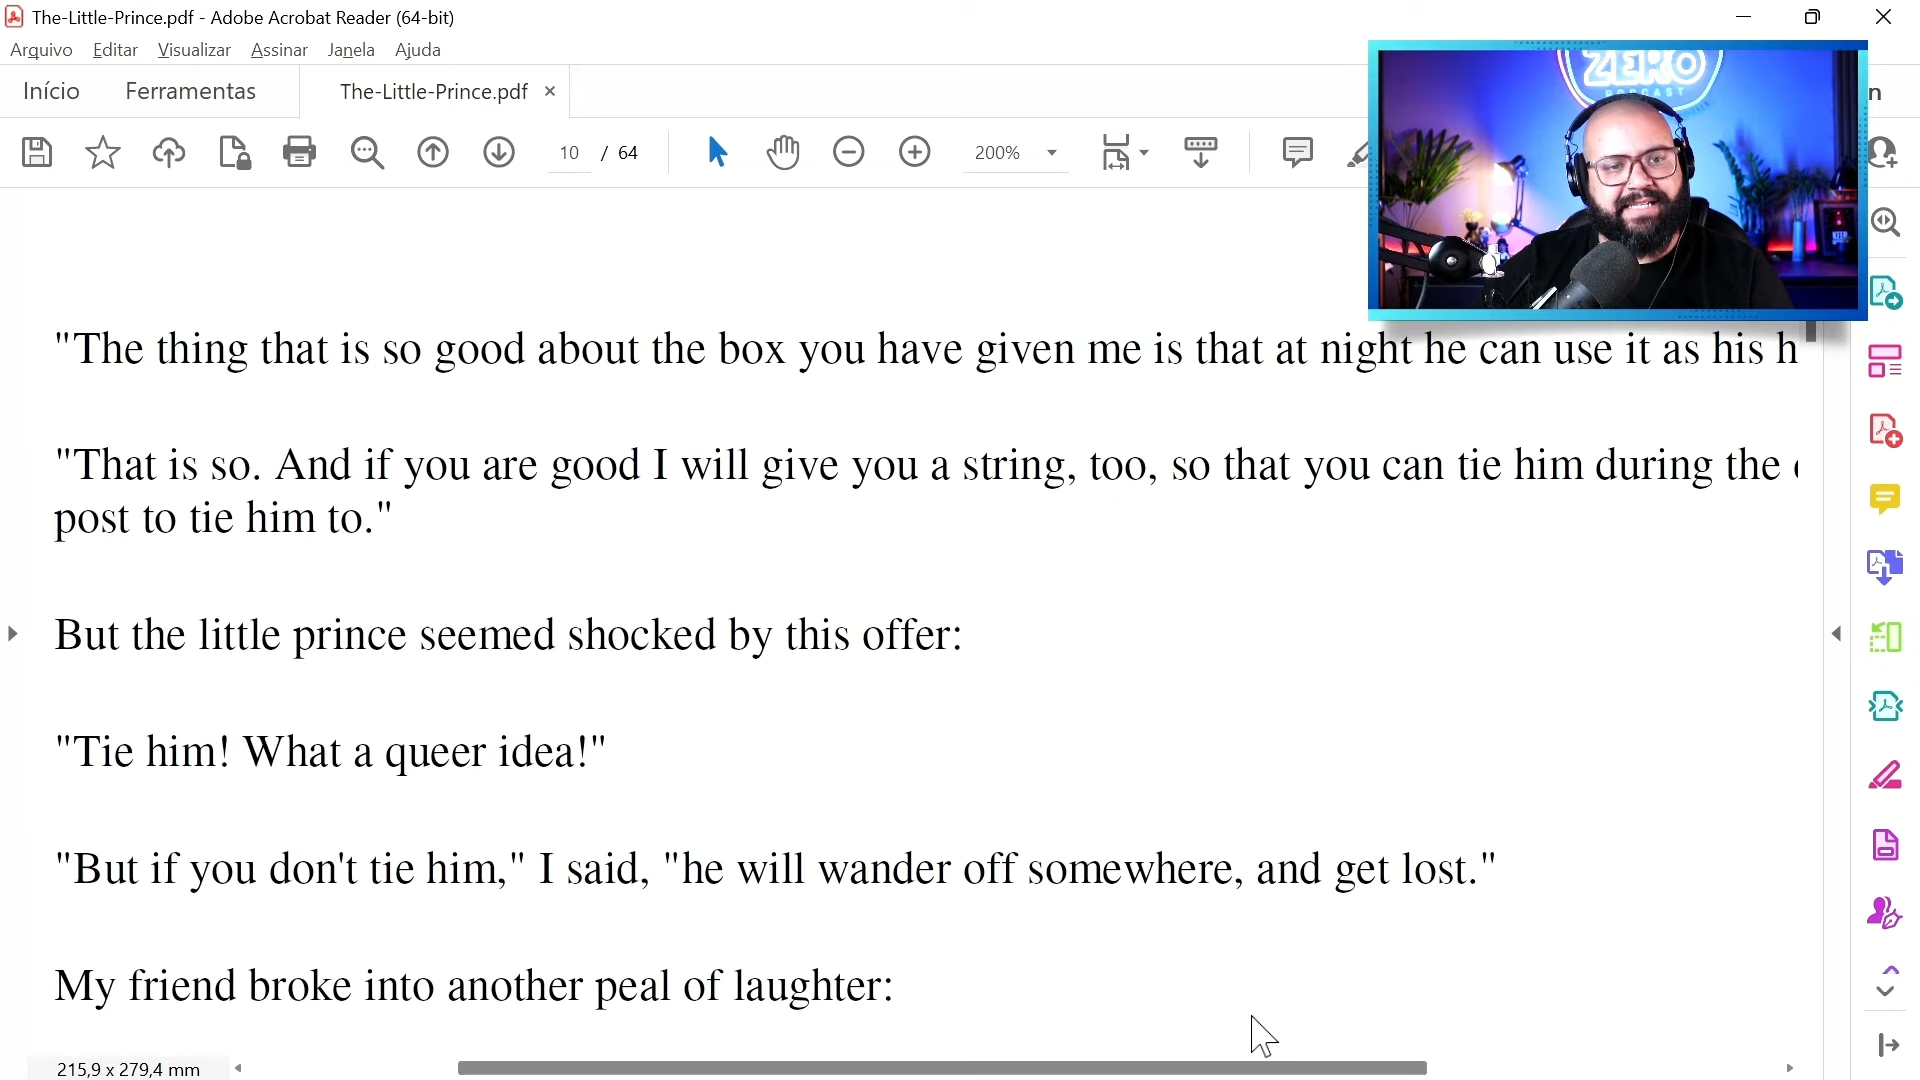 The-Little-Prince.pdf - Adobe Acrobat Reader (64-bit)
Arquivo Editar Visualizar Assinar Janela Ajuda
Início Ferramentas The-Little-Prince.pdf
10 / 64 200%
ZERO
PODCAST
"The thing that is so good about the box you have given me is that at night he can use it as his h
"That is so. And if you are good I will give you a string, too, so that you can tie him during the
post to tie him to."
But the little prince seemed shocked by this offer:
"Tie him! What a queer idea!"
"But if you don't tie him," I said, "he will wander off somewhere, and get lost."
My friend broke into another peal of laughter:
215,9 x 279,4 mm